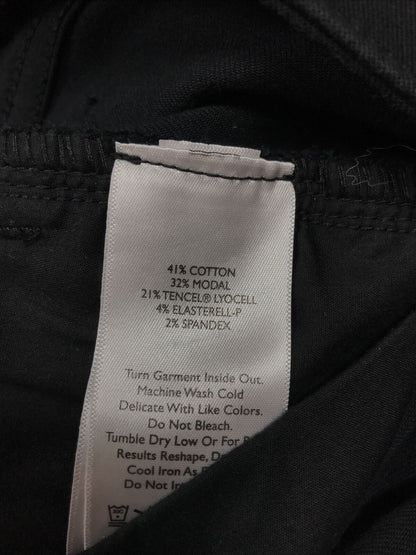 41% COTTON
32% MODAL
21% TENCEL® LYOCELL
4% ELASTERELL-P
2% SPANDEX
Turn Garment Inside Out.
Machine Wash Cold
Delicate With Like Colors.
Do Not Bleach.
Tumble Dry Low Or For
Results Reshape,
Cool Iron As
Do Not